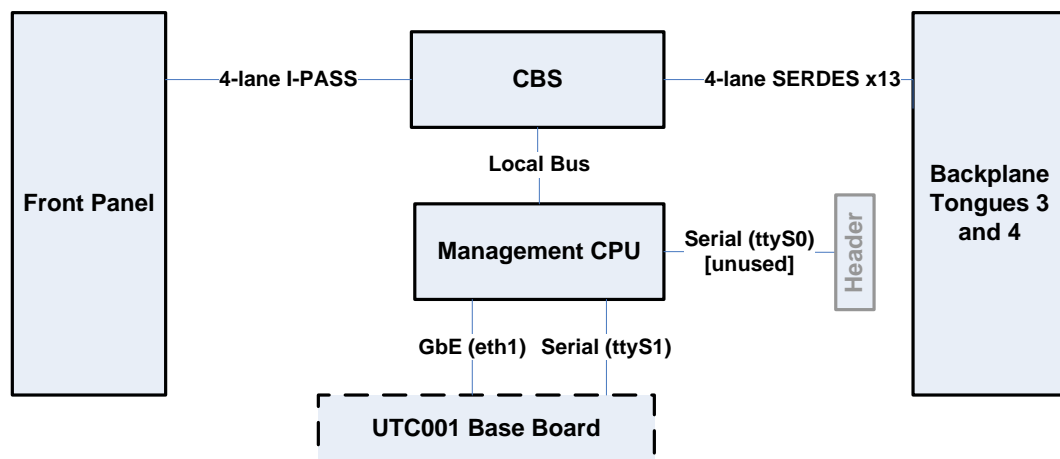 4-lane I-PASS
CBS
4-lane SERDES x13
Local Bus
Front Panel
Backplane
Tongues 3
and 4
Management CPU
Serial (ttyS0)
[unused]
Header
GbE (eth1)
Serial (ttyS1)
UTC001 Base Board